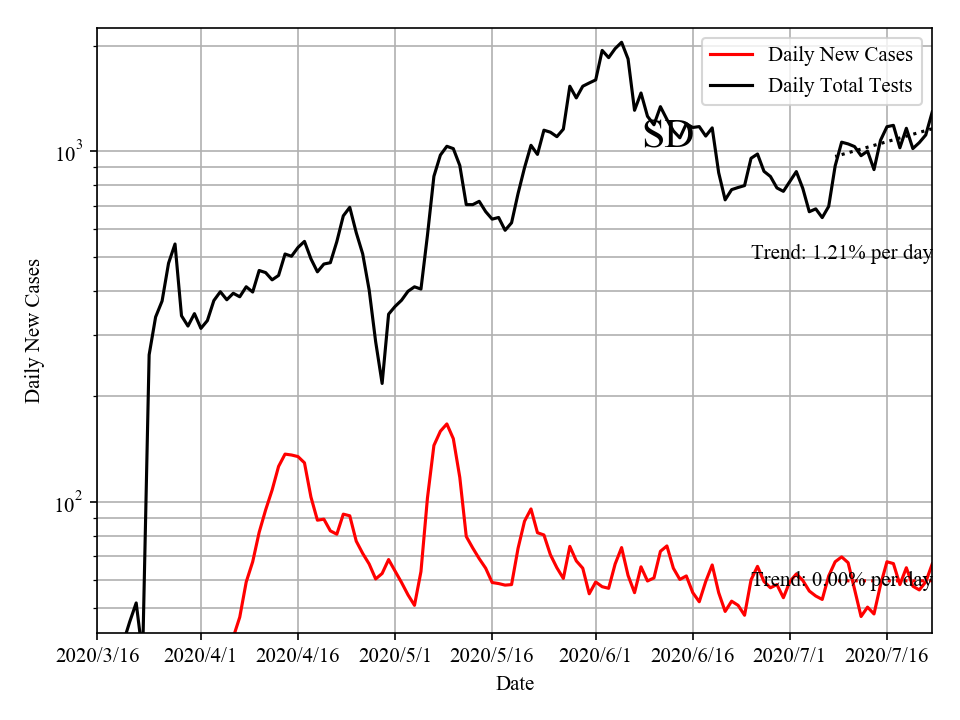 Daily New Cases
Daily Total Tests
SD
10³
Trend: 1.21% per day
Daily New Cases
10²
Trend: 0.00% per day
2020/3/16 2020/4/1 2020/4/16 2020/5/1 2020/5/16 2020/6/1 2020/6/16 2020/7/1 2020/7/16
Date